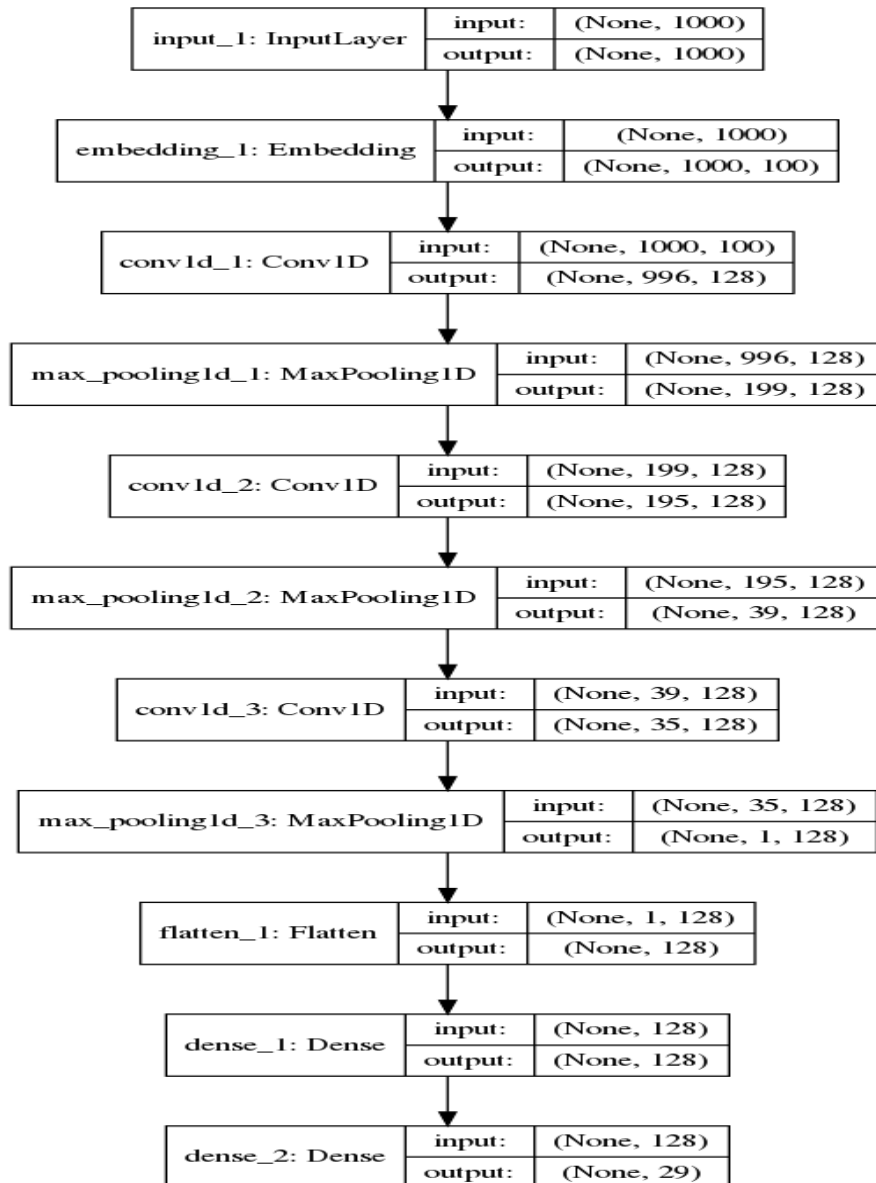 input_1: InputLayer
input: (None, 1000)
output: (None, 1000)
embedding_1: Embedding
input: (None, 1000)
output: (None, 1000, 100)
conv1d_1: Conv1D
input: (None, 1000, 100)
output: (None, 996, 128)
max_pooling1d_1: MaxPooling1D
input: (None, 996, 128)
output: (None, 199, 128)
conv1d_2: Conv1D
input: (None, 199, 128)
output: (None, 195, 128)
max_pooling1d_2: MaxPooling1D
input: (None, 195, 128)
output: (None, 39, 128)
conv1d_3: Conv1D
input: (None, 39, 128)
output: (None, 35, 128)
max_pooling1d_3: MaxPooling1D
input: (None, 35, 128)
output: (None, 1, 128)
flatten_1: Flatten
input: (None, 1, 128)
output: (None, 128)
dense_1: Dense
input: (None, 128)
output: (None, 128)
dense_2: Dense
input: (None, 128)
output: (None, 29)